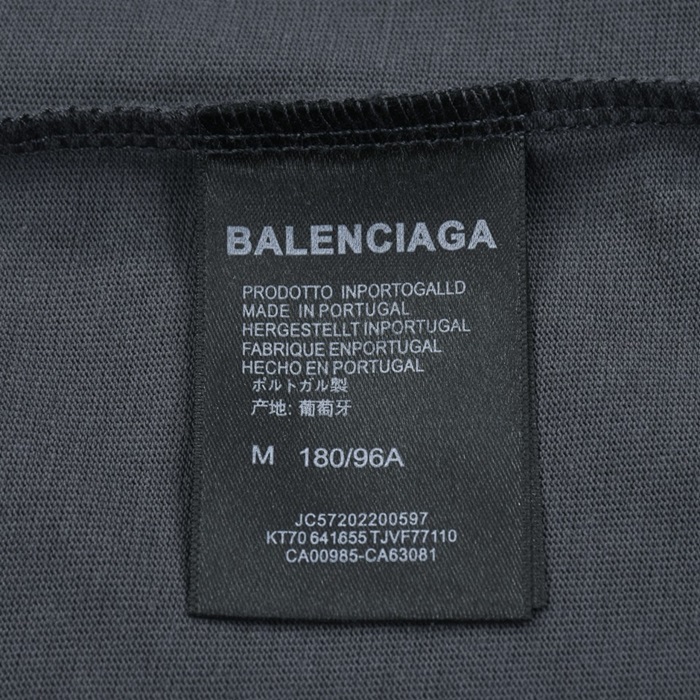 BALENCIAGA
PRODOTTO INPORTOGALLD
MADE IN PORTUGAL
HERGESTELLT INPORTUGAL
FABRIQUE ENPORTUGAL
HECHO EN PORTUGAL
ポルトガル製
产地: 葡萄牙
M 180/96A
JC57202200597
KT70 641655 TJVF77110
CA00985-CA63081